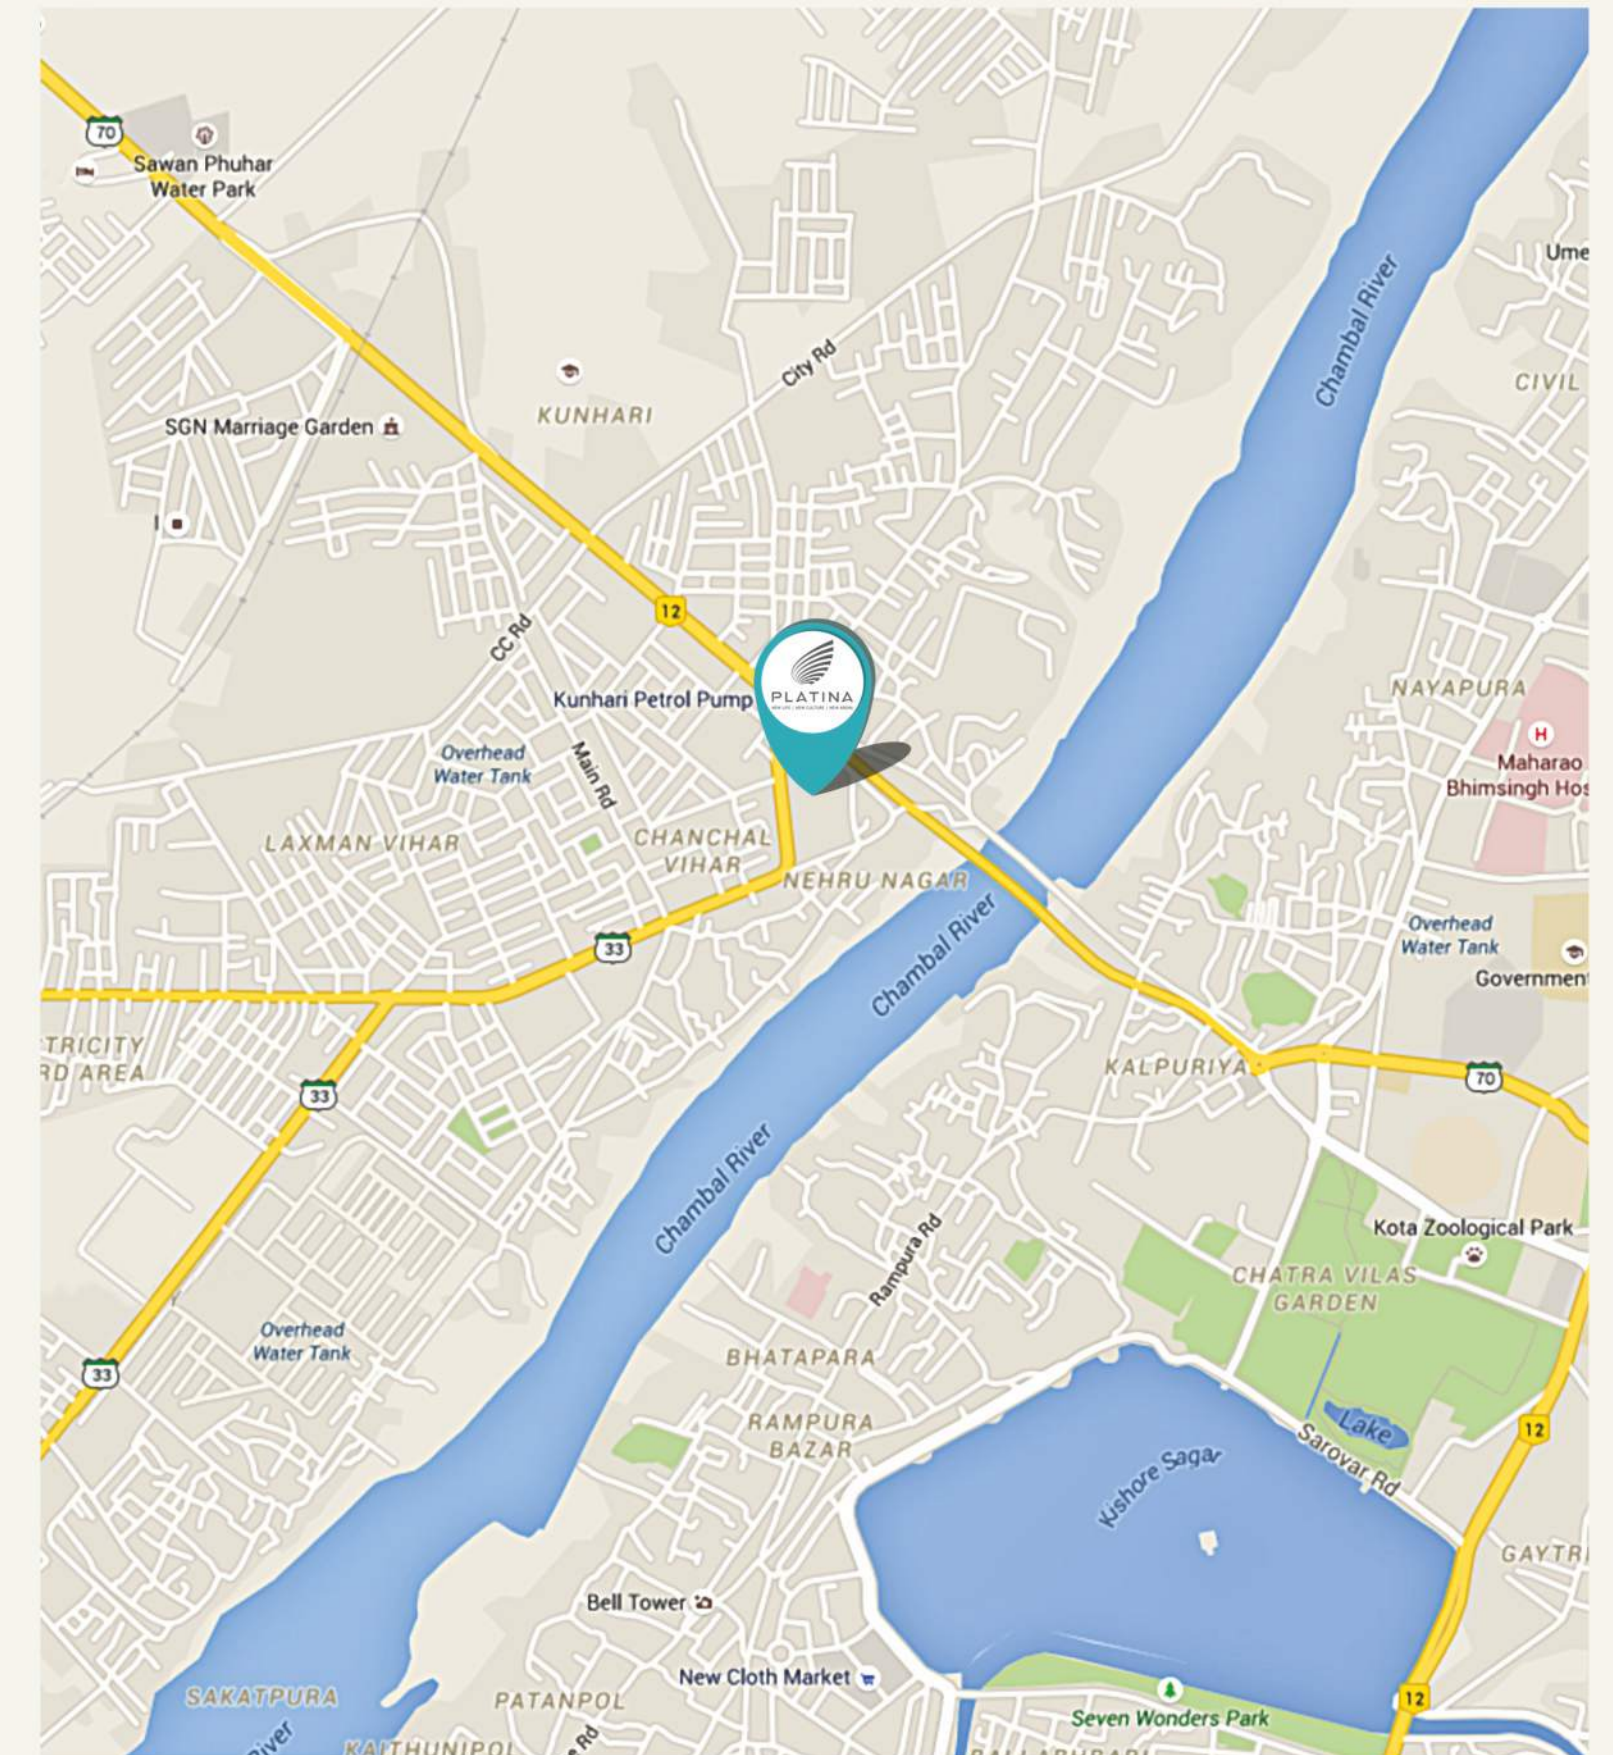 70
Sawan Phuhar
Water Park
Ume
Chambal River
City Rd
CIVIL
KUNHARI
SGN Marriage Garden
12
CC Rd
PLATINA
Kunhari Petrol Pump
NAYAPURA
H
Maharao
Bhimsingh Hos
Overhead
Water Tank
Main Rd
LAXMAN VIHAR
CHANCHAL
VIHAR
NEHRU NAGAR
Chambal River
Overhead
Water Tank
33
Government
TRICITY
RD AREA
KALPURIYA
70
33
Chambal River
Rampura Rd
Kota Zoological Park
CHATRA VILAS
GARDEN
Overhead
Water Tank
BHATAPARA
33
RAMPURA
BAZAR
Lake
12
Sarovar Rd
Kishore Sagar
GAYTRI
Bell Tower
New Cloth Market
SAKATPURA
PATANPOL
12
Seven Wonders Park
River
Rd
KAITHUNIPOL